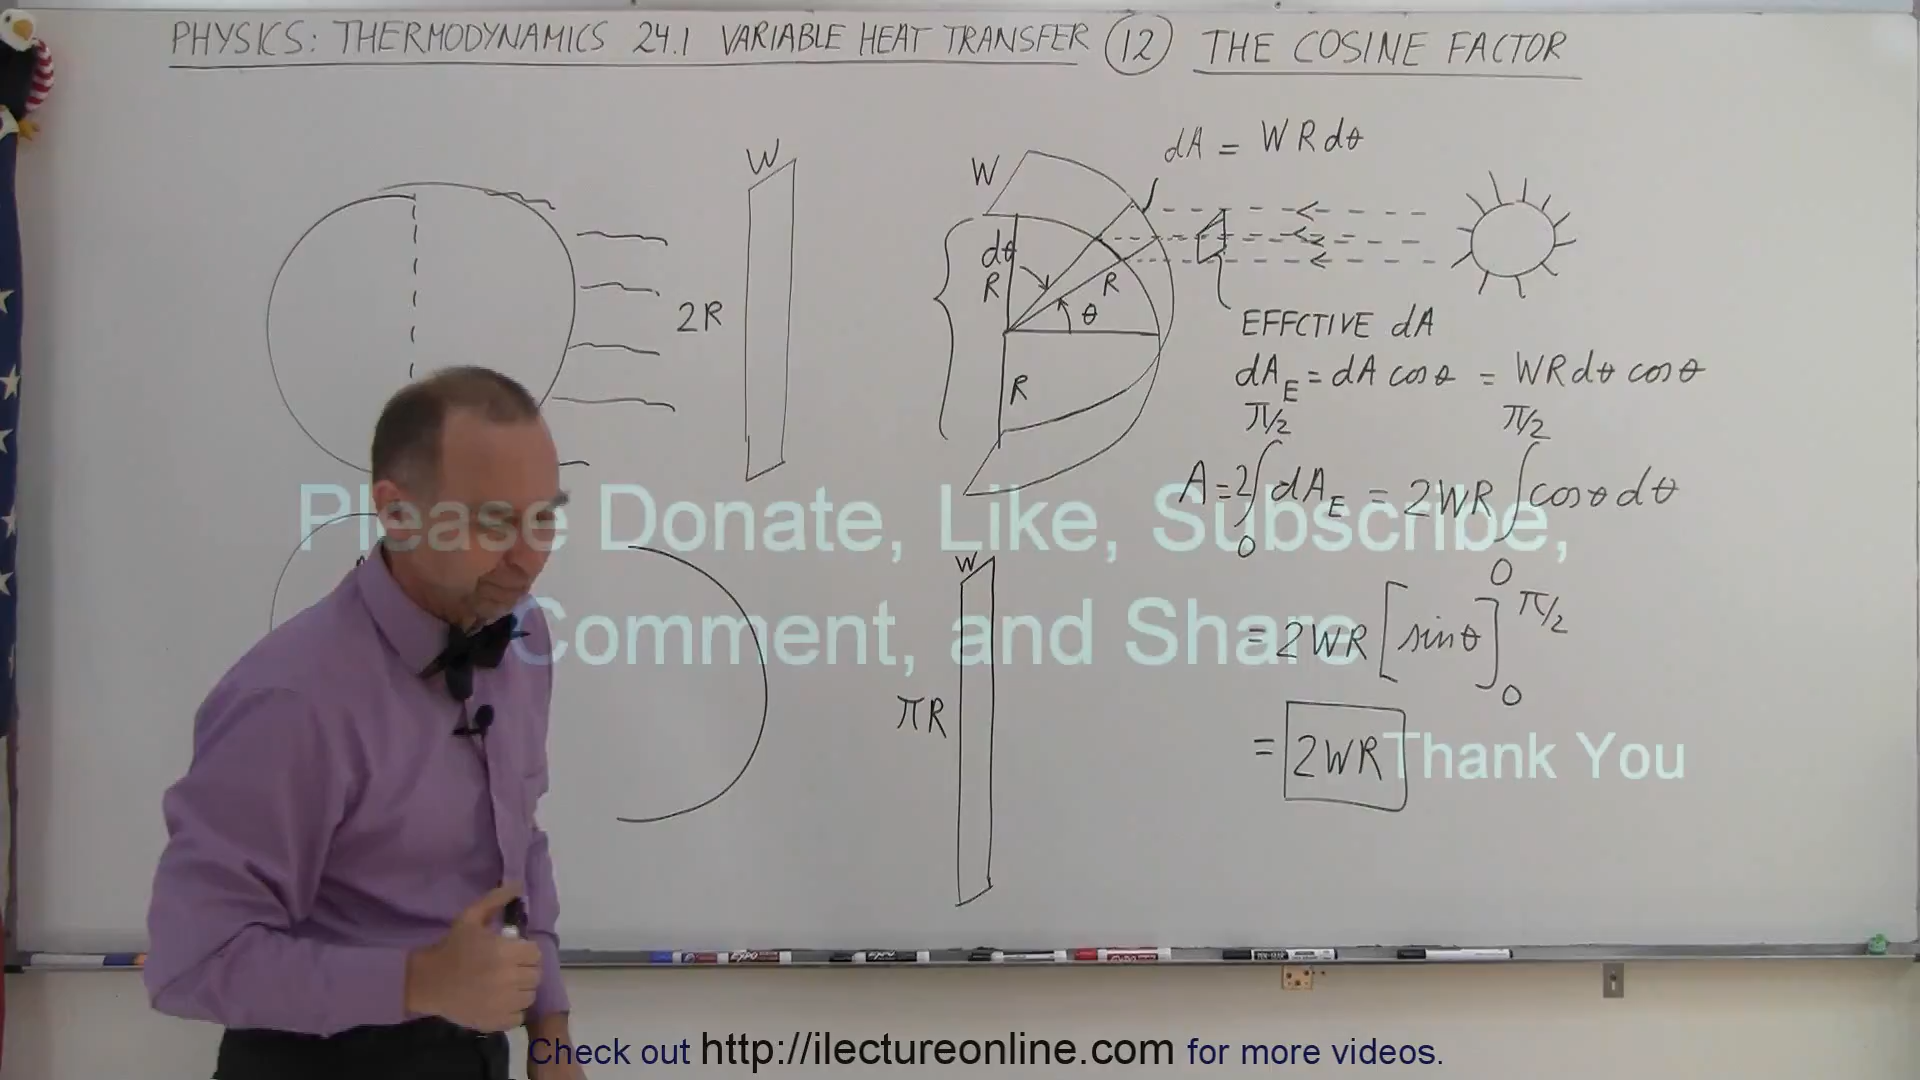 PHYSICS: THERMODYNAMICS 24.1 VARIABLE HEAT TRANSFER (12) THE COSINE FACTOR
W
2R
W
dθ
R
R
θ
R
dA = WRdθ
EFFCTIVE dA
dA_E = dA cosθ = WRdθ cosθ
A = 2∫₀^{π/2} dA_E = 2WR ∫₀^{π/2} cosθ dθ
= 2WR [sinθ]₀^{π/2}
= 2WR
W
πR
Please Donate, Like, Subscribe,
Comment, and Share
Thank You
Check out http://ilectureonline.com for more videos.